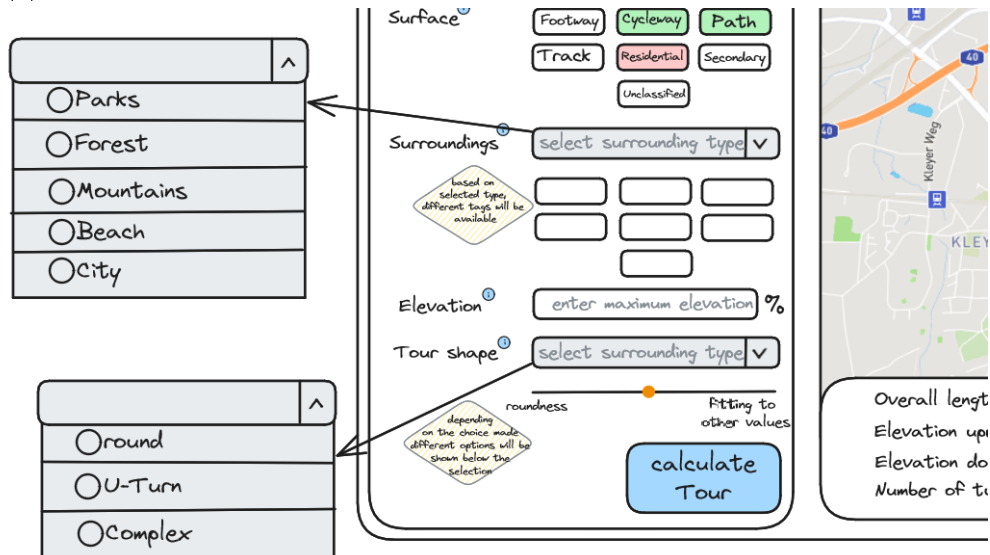 Parks
Forest
Mountains
Beach
City
round
U-Turn
Complex
Surface
Footway
Cycleway
Path
Track
Residential
Secondary
Unclassified
Surroundings
select surrounding type
based on
selected type,
different tags will be
available
Elevation
enter maximum elevation
%
Tour shape
select surrounding type
roundness
fitting to
other values
depending
on the choice made
different options will be
shown below the
selection
calculate
Tour
40
40
Kleyer Weg
KLEY
Overall lengt
Elevation up
Elevation do
Number of tu